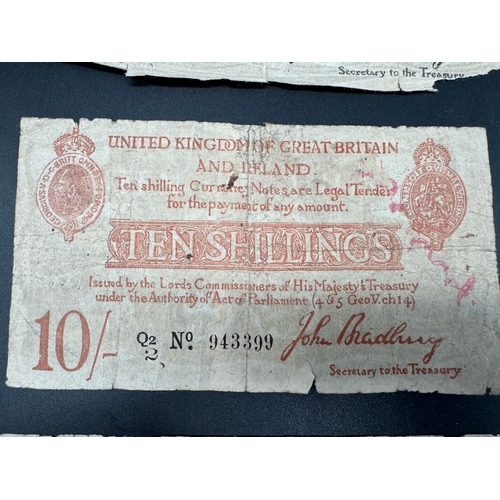 Secretary to the Treasury
UNITED KINGDOM OF GREAT BRITAIN
AND IRELAND
Ten shilling Currency Notes are Legal Tender
for the payment of any amount.
TEN SHILLINGS
Issued by the Lords Commissioners of His Majesty's Treasury
under the Authority of Act of Parliament (4 & 5 Geo V. ch 14)
10/-
Q2/2 No 943399
John Bradbury
Secretary to the Treasury